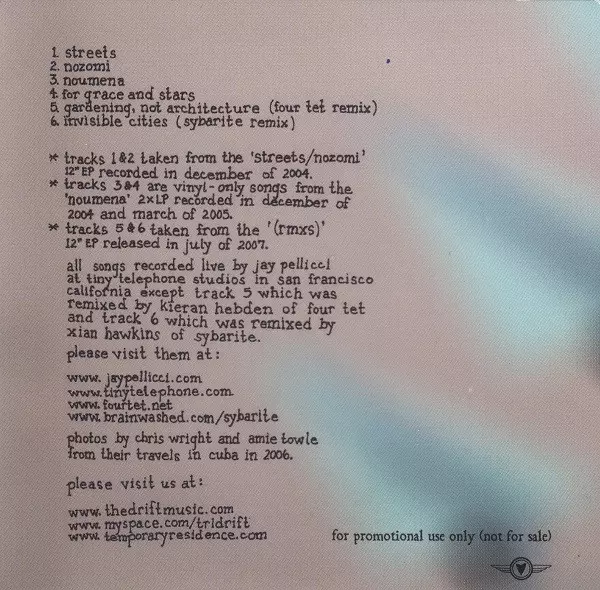 1. streets
2. nozomi
3. noumena
4. for grace and stars
5. gardening, not architecture (four tet remix)
6. invisible cities (sybarite remix)
* tracks 1&2 taken from the 'streets/nozomi'
12" EP recorded in december of 2004.
* tracks 3&4 are vinyl-only songs from the
'noumena' 2xLP recorded in december of
2004 and march of 2005.
* tracks 5&6 taken from the '(rmxs)'
12" EP released in july of 2007.
all songs recorded live by jay pellicci
at tiny telephone studios in san francisco
california except track 5 which was
remixed by kieran hebden of four tet
and track 6 which was remixed by
xian hawkins of sybarite.
please visit them at:
www.jaypellicci.com
www.tinytelephone.com
www.fourtet.net
www.brainwashed.com/sybarite
photos by chris wright and amie towle
from their travels in cuba in 2006.
please visit us at:
www.thedriftmusic.com
www.myspace.com/trldrift
www.temporaryresidence.com
for promotional use only (not for sale)